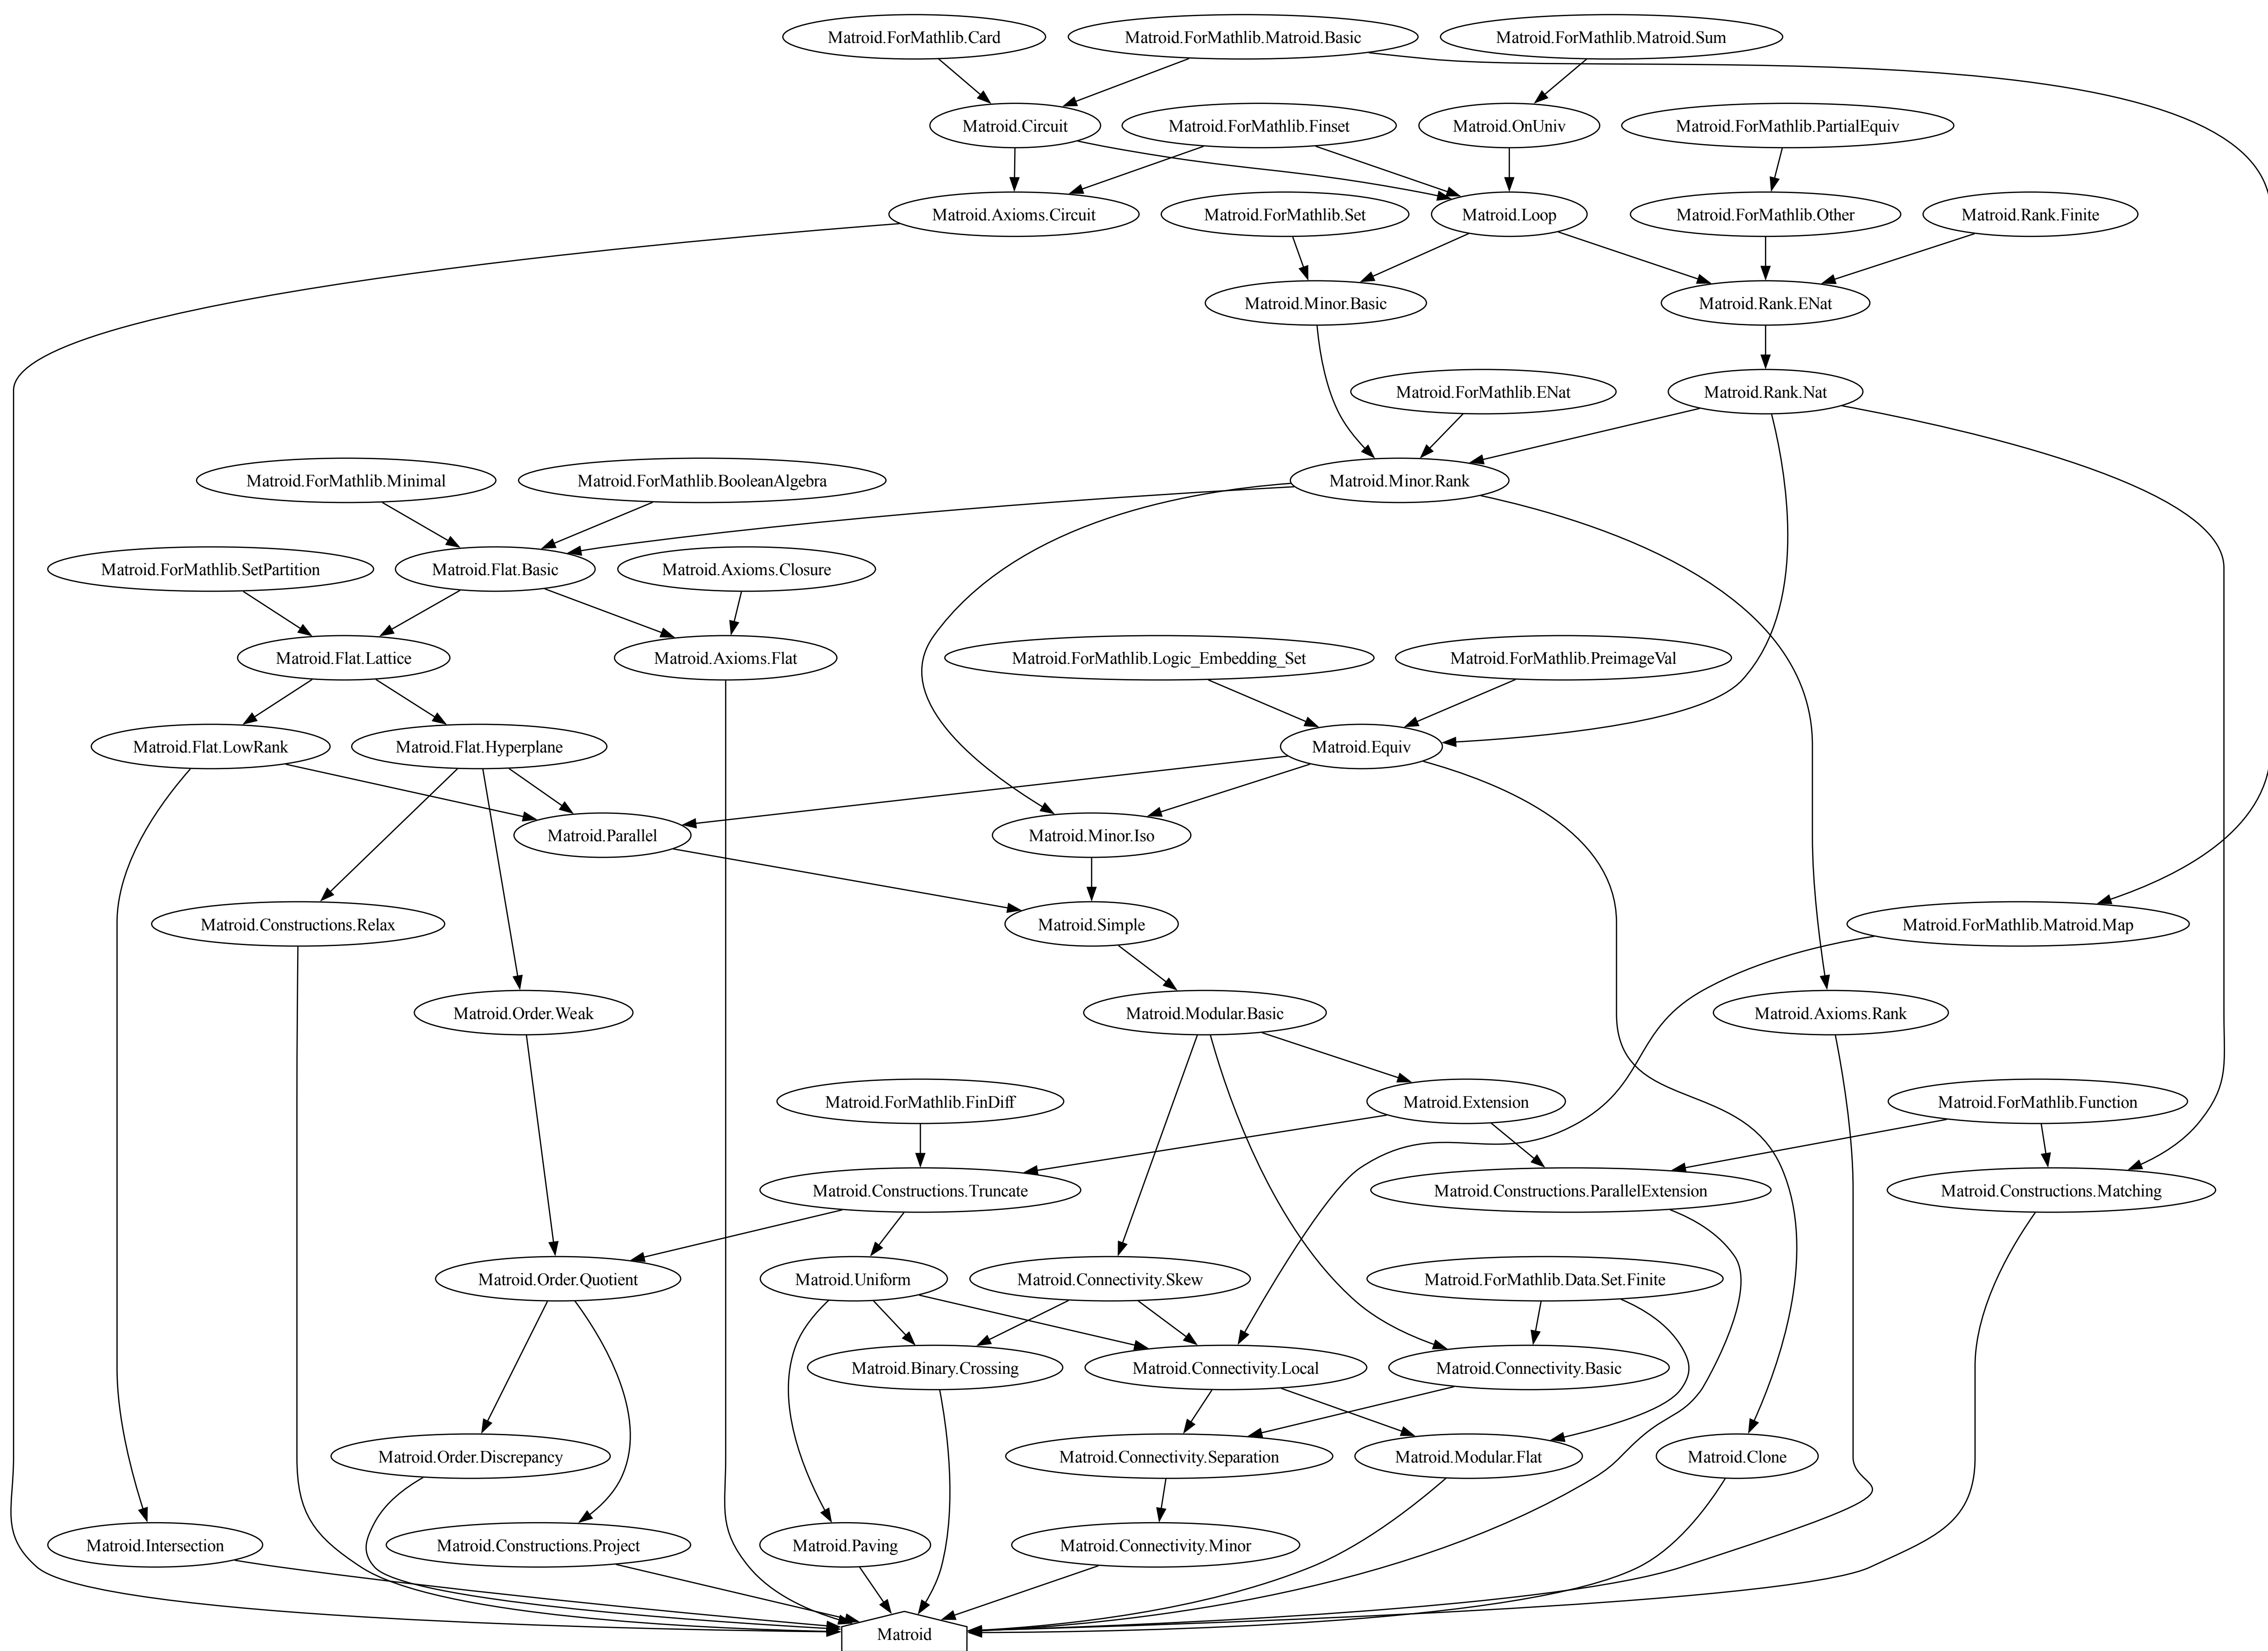 Matroid.ForMathlib.Card
Matroid.ForMathlib.Matroid.Basic
Matroid.ForMathlib.Matroid.Sum
Matroid.Circuit
Matroid.ForMathlib.Finset
Matroid.OnUniv
Matroid.ForMathlib.PartialEquiv
Matroid.Axioms.Circuit
Matroid.ForMathlib.Set
Matroid.Loop
Matroid.ForMathlib.Other
Matroid.Rank.Finite
Matroid.Minor.Basic
Matroid.Rank.ENat
Matroid.ForMathlib.ENat
Matroid.Rank.Nat
Matroid.ForMathlib.Minimal
Matroid.ForMathlib.BooleanAlgebra
Matroid.Minor.Rank
Matroid.ForMathlib.SetPartition
Matroid.Flat.Basic
Matroid.Axioms.Closure
Matroid.Flat.Lattice
Matroid.Axioms.Flat
Matroid.ForMathlib.Logic_Embedding_Set
Matroid.ForMathlib.PreimageVal
Matroid.Flat.LowRank
Matroid.Flat.Hyperplane
Matroid.Equiv
Matroid.Parallel
Matroid.Minor.Iso
Matroid.Constructions.Relax
Matroid.Simple
Matroid.ForMathlib.Matroid.Map
Matroid.Order.Weak
Matroid.Modular.Basic
Matroid.Axioms.Rank
Matroid.ForMathlib.FinDiff
Matroid.Extension
Matroid.ForMathlib.Function
Matroid.Constructions.Truncate
Matroid.Constructions.ParallelExtension
Matroid.Constructions.Matching
Matroid.Order.Quotient
Matroid.Uniform
Matroid.Connectivity.Skew
Matroid.ForMathlib.Data.Set.Finite
Matroid.Binary.Crossing
Matroid.Connectivity.Local
Matroid.Connectivity.Basic
Matroid.Order.Discrepancy
Matroid.Connectivity.Separation
Matroid.Modular.Flat
Matroid.Clone
Matroid.Intersection
Matroid.Constructions.Project
Matroid.Paving
Matroid.Connectivity.Minor
Matroid